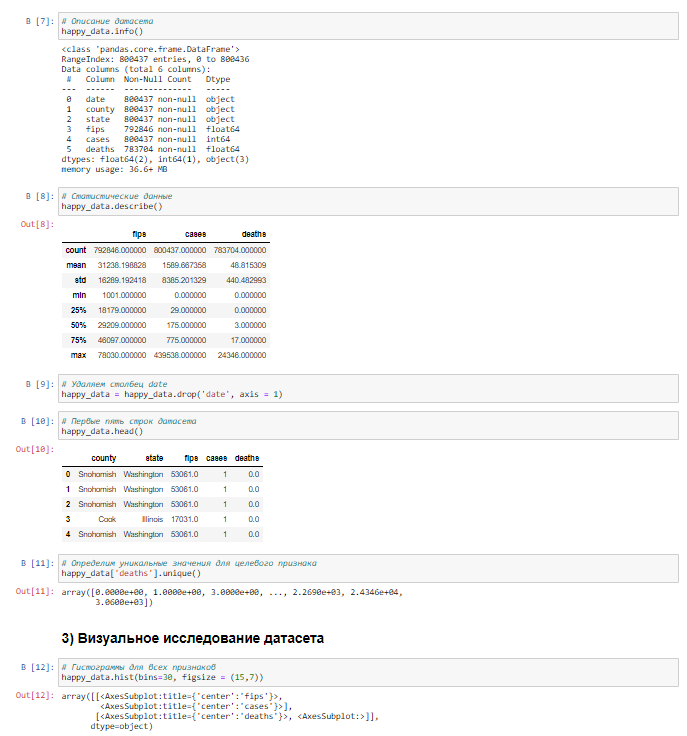 В [7]: # Описание датасета
happy_data.info()
<class 'pandas.core.frame.DataFrame'>
RangeIndex: 800437 entries, 0 to 800436
Data columns (total 6 columns):
 #   Column  Non-Null Count   Dtype
---  ------  --------------   -----
 0   date    800437 non-null  object
 1   county  800437 non-null  object
 2   state   800437 non-null  object
 3   fips    792846 non-null  float64
 4   cases   800437 non-null  int64
 5   deaths  783704 non-null  float64
dtypes: float64(2), int64(1), object(3)
memory usage: 36.6+ MB
В [8]: # Статистические данные
happy_data.describe()
Out[8]:
fips cases deaths
count 792846.000000 800437.000000 783704.000000
mean 31238.198828 1589.667358 48.815309
std 16289.192418 8385.201329 440.482993
min 1001.000000 0.000000 0.000000
25% 18179.000000 29.000000 0.000000
50% 29209.000000 175.000000 3.000000
75% 46097.000000 775.000000 17.000000
max 78030.000000 439538.000000 24346.000000
В [9]: # Удаляем столбец date
happy_data = happy_data.drop('date', axis = 1)
В [10]: # Первые пять строк датасета
happy_data.head()
Out[10]:
county state fips cases deaths
0 Snohomish Washington 53061.0 1 0.0
1 Snohomish Washington 53061.0 1 0.0
2 Snohomish Washington 53061.0 1 0.0
3 Cook Illinois 17031.0 1 0.0
4 Snohomish Washington 53061.0 1 0.0
В [11]: # Определим уникальные значения для целевого признака
happy_data['deaths'].unique()
Out[11]: array([0.0000e+00, 1.0000e+00, 3.0000e+00, ..., 2.2690e+03, 2.4346e+04,
3.0600e+03])
3) Визуальное исследование датасета
В [12]: # Гистограммы для всех признаков
happy_data.hist(bins=30, figsize = (15,7))
Out[12]: array([[<AxesSubplot:title={'center':'fips'}>,
<AxesSubplot:title={'center':'cases'}>],
[<AxesSubplot:title={'center':'deaths'}>, <AxesSubplot:>]],
dtype=object)